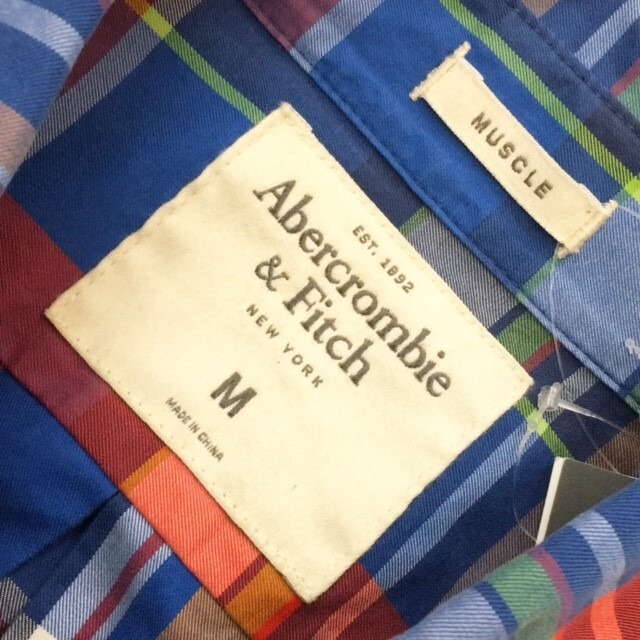 MUSCLE
EST. 1892
Abercrombie
& Fitch
NEW YORK
M
MADE IN CHINA